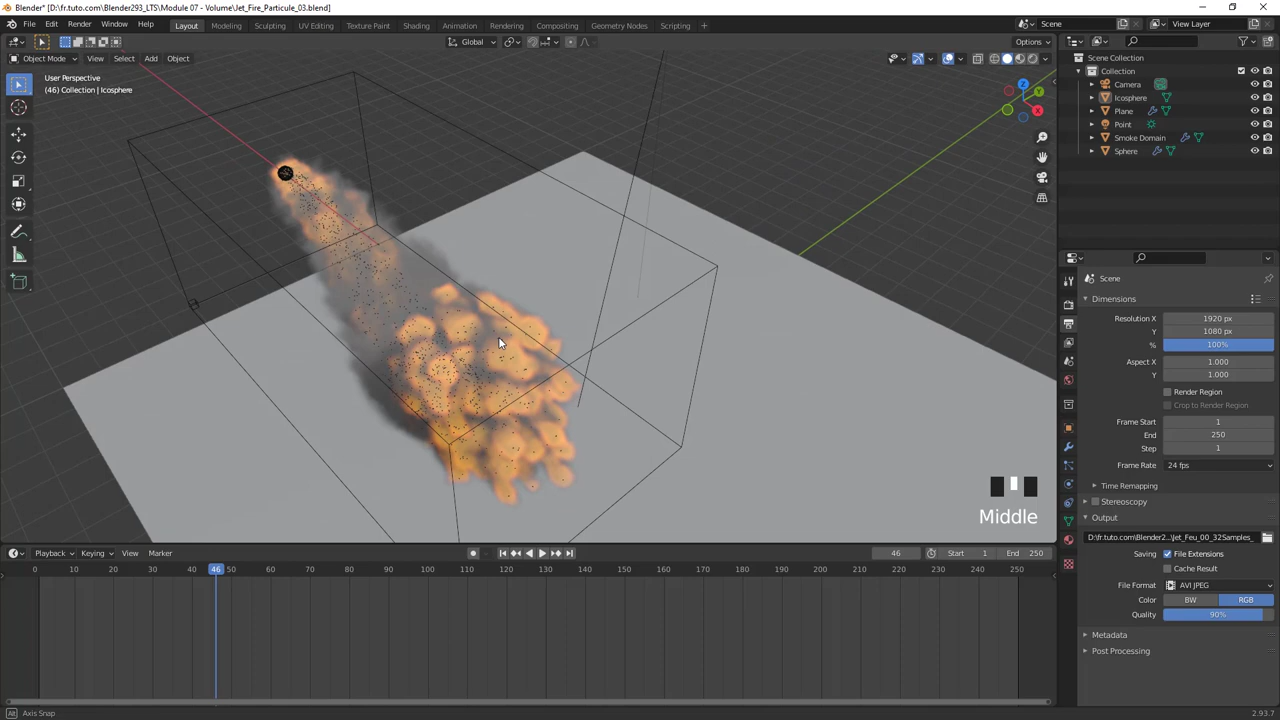 Blender* [D:\fr.tuto.com\Blender293_LTS\Module 07 - Volume\Jet_Fire_Particule_03.blend]
File Edit Render Window Help Layout Modeling Sculpting UV Editing Texture Paint Shading Animation Rendering Compositing Geometry Nodes Scripting + Scene View Layer
Global Options
Object Mode View Select Add Object
User Perspective
(46) Collection | Icosphere
Scene Collection
Collection
Camera
Icosphere
Plane
Point
Smoke Domain
Sphere
Z
Y
X
Scene
Dimensions
Resolution X 1920 px
Y 1080 px
% 100%
Aspect X 1.000
Y 1.000
Render Region
Crop to Render Region
Frame Start 1
End 250
Step 1
Frame Rate 24 fps
Time Remapping
Stereoscopy
Output
D:\fr.tuto.com\Blender2...\Jet_Feu_00_32Samples_
Saving File Extensions
Cache Result
File Format AVI JPEG
Color BW RGB
Quality 90%
Metadata
Post Processing
Middle
Playback Keying View Marker 46 Start 1 End 250
0 10 20 30 40 46 50 60 70 80 90 100 110 120 130 140 150 160 170 180 190 200 210 220 230 240 250
Alt Axis Snap 2.93.7